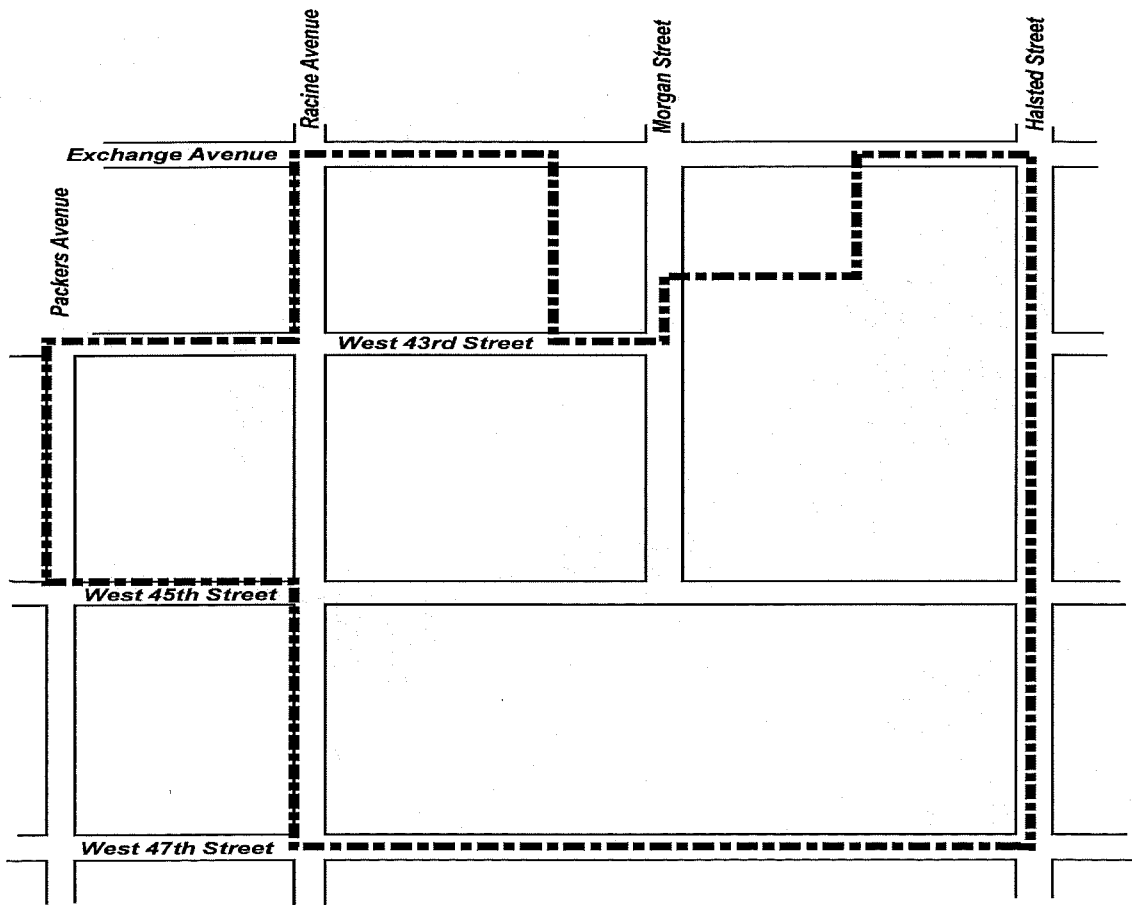 Racine Avenue
Morgan Street
Halsted Street
Exchange Avenue
Packers Avenue
West 43rd Street
West 45th Street
West 47th Street